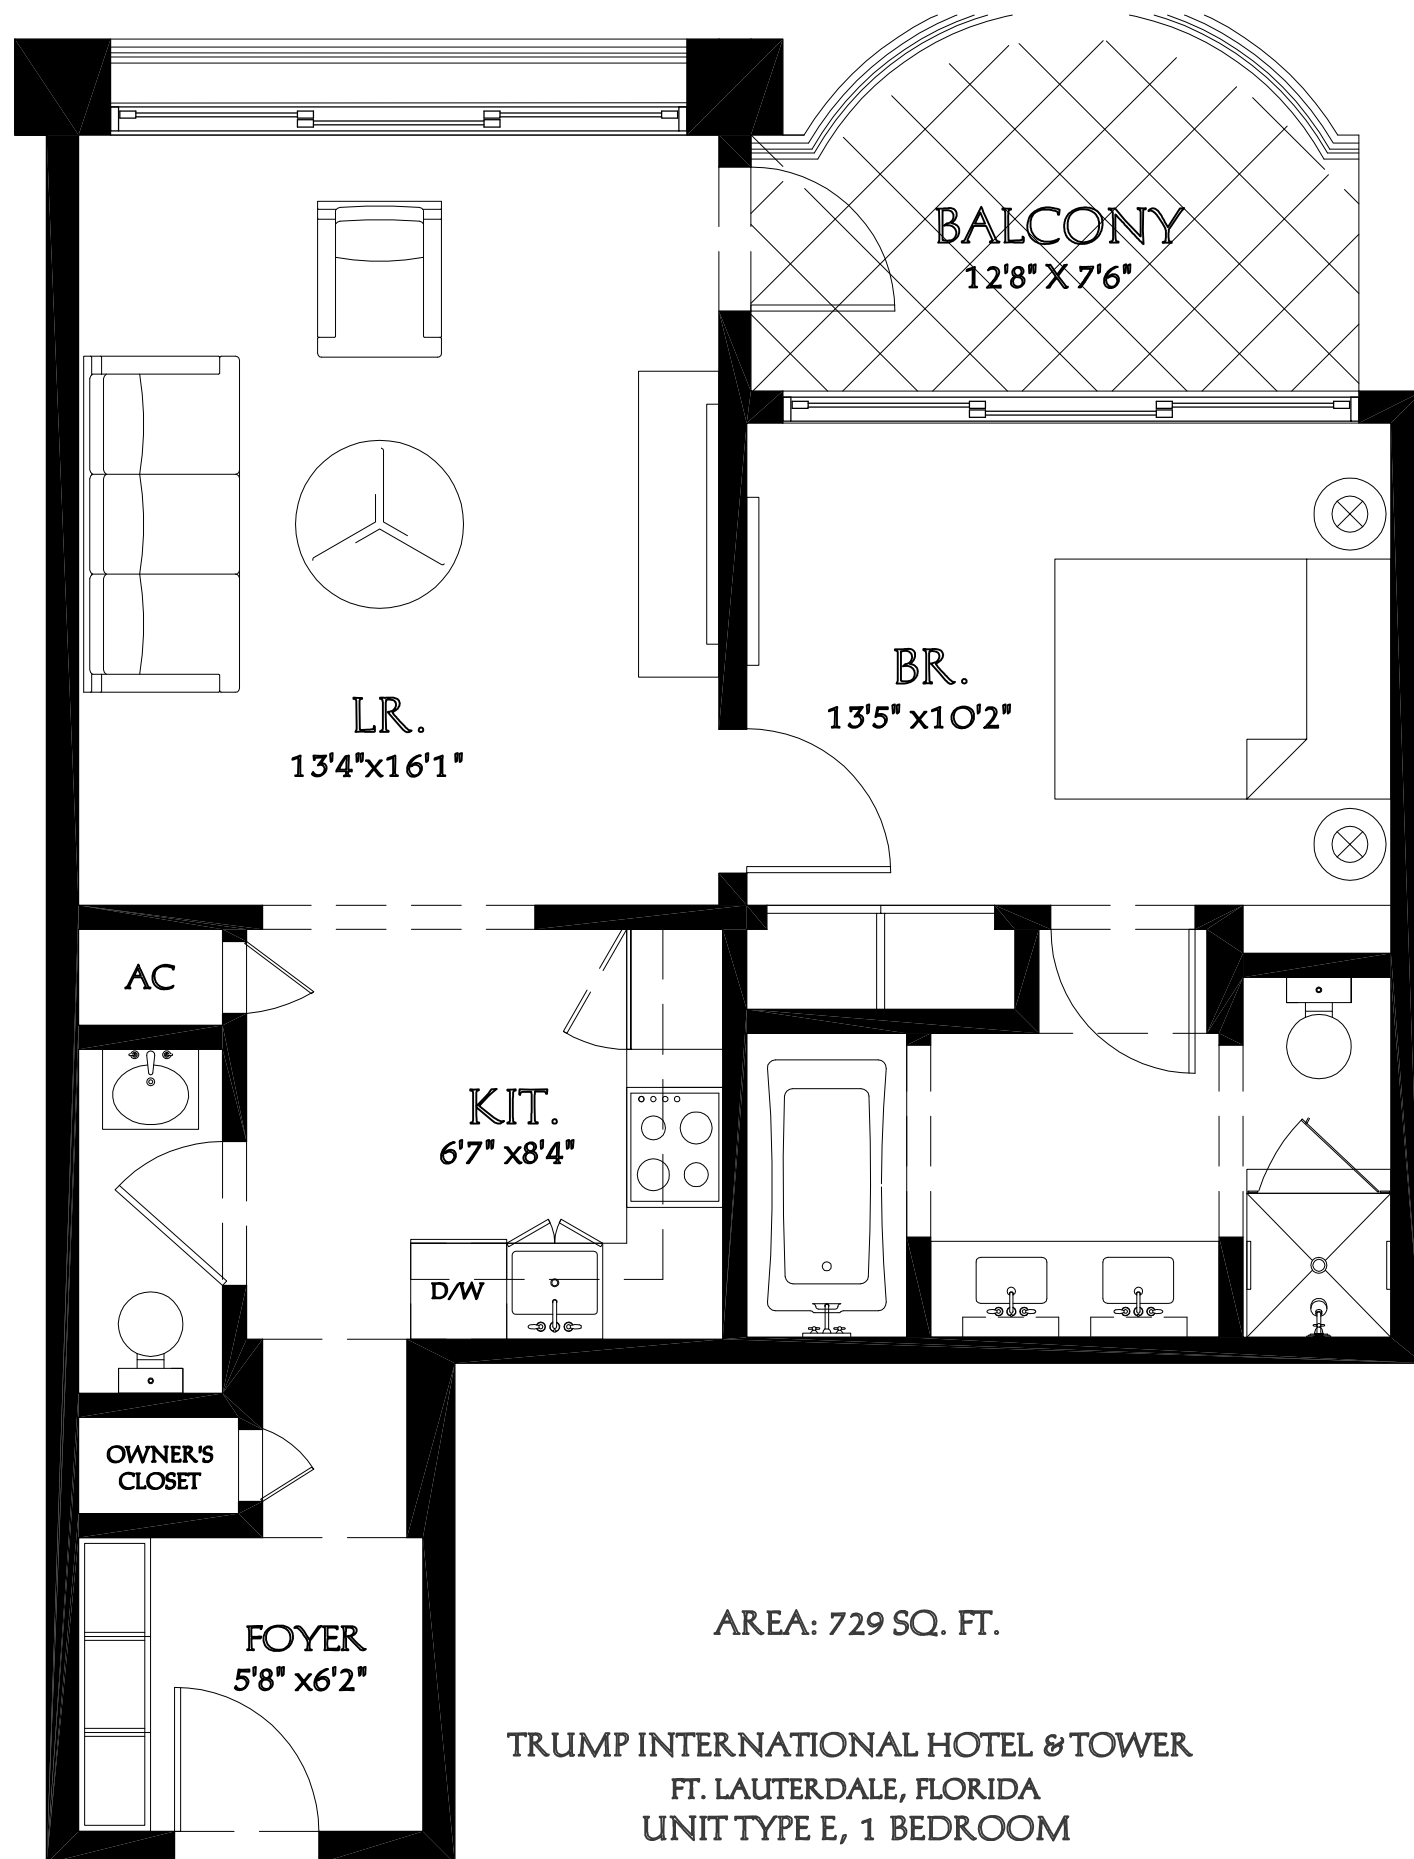 BALCONY
12'8" X 7'6"
BR.
13'5" x10'2"
LR.
13'4"x16'1"
AC
KIT.
6'7" x8'4"
D/W
OWNER'S
CLOSET
FOYER
5'8" x6'2"
AREA: 729 SQ. FT.
TRUMP INTERNATIONAL HOTEL & TOWER
FT. LAUTERDALE, FLORIDA
UNIT TYPE E, 1 BEDROOM